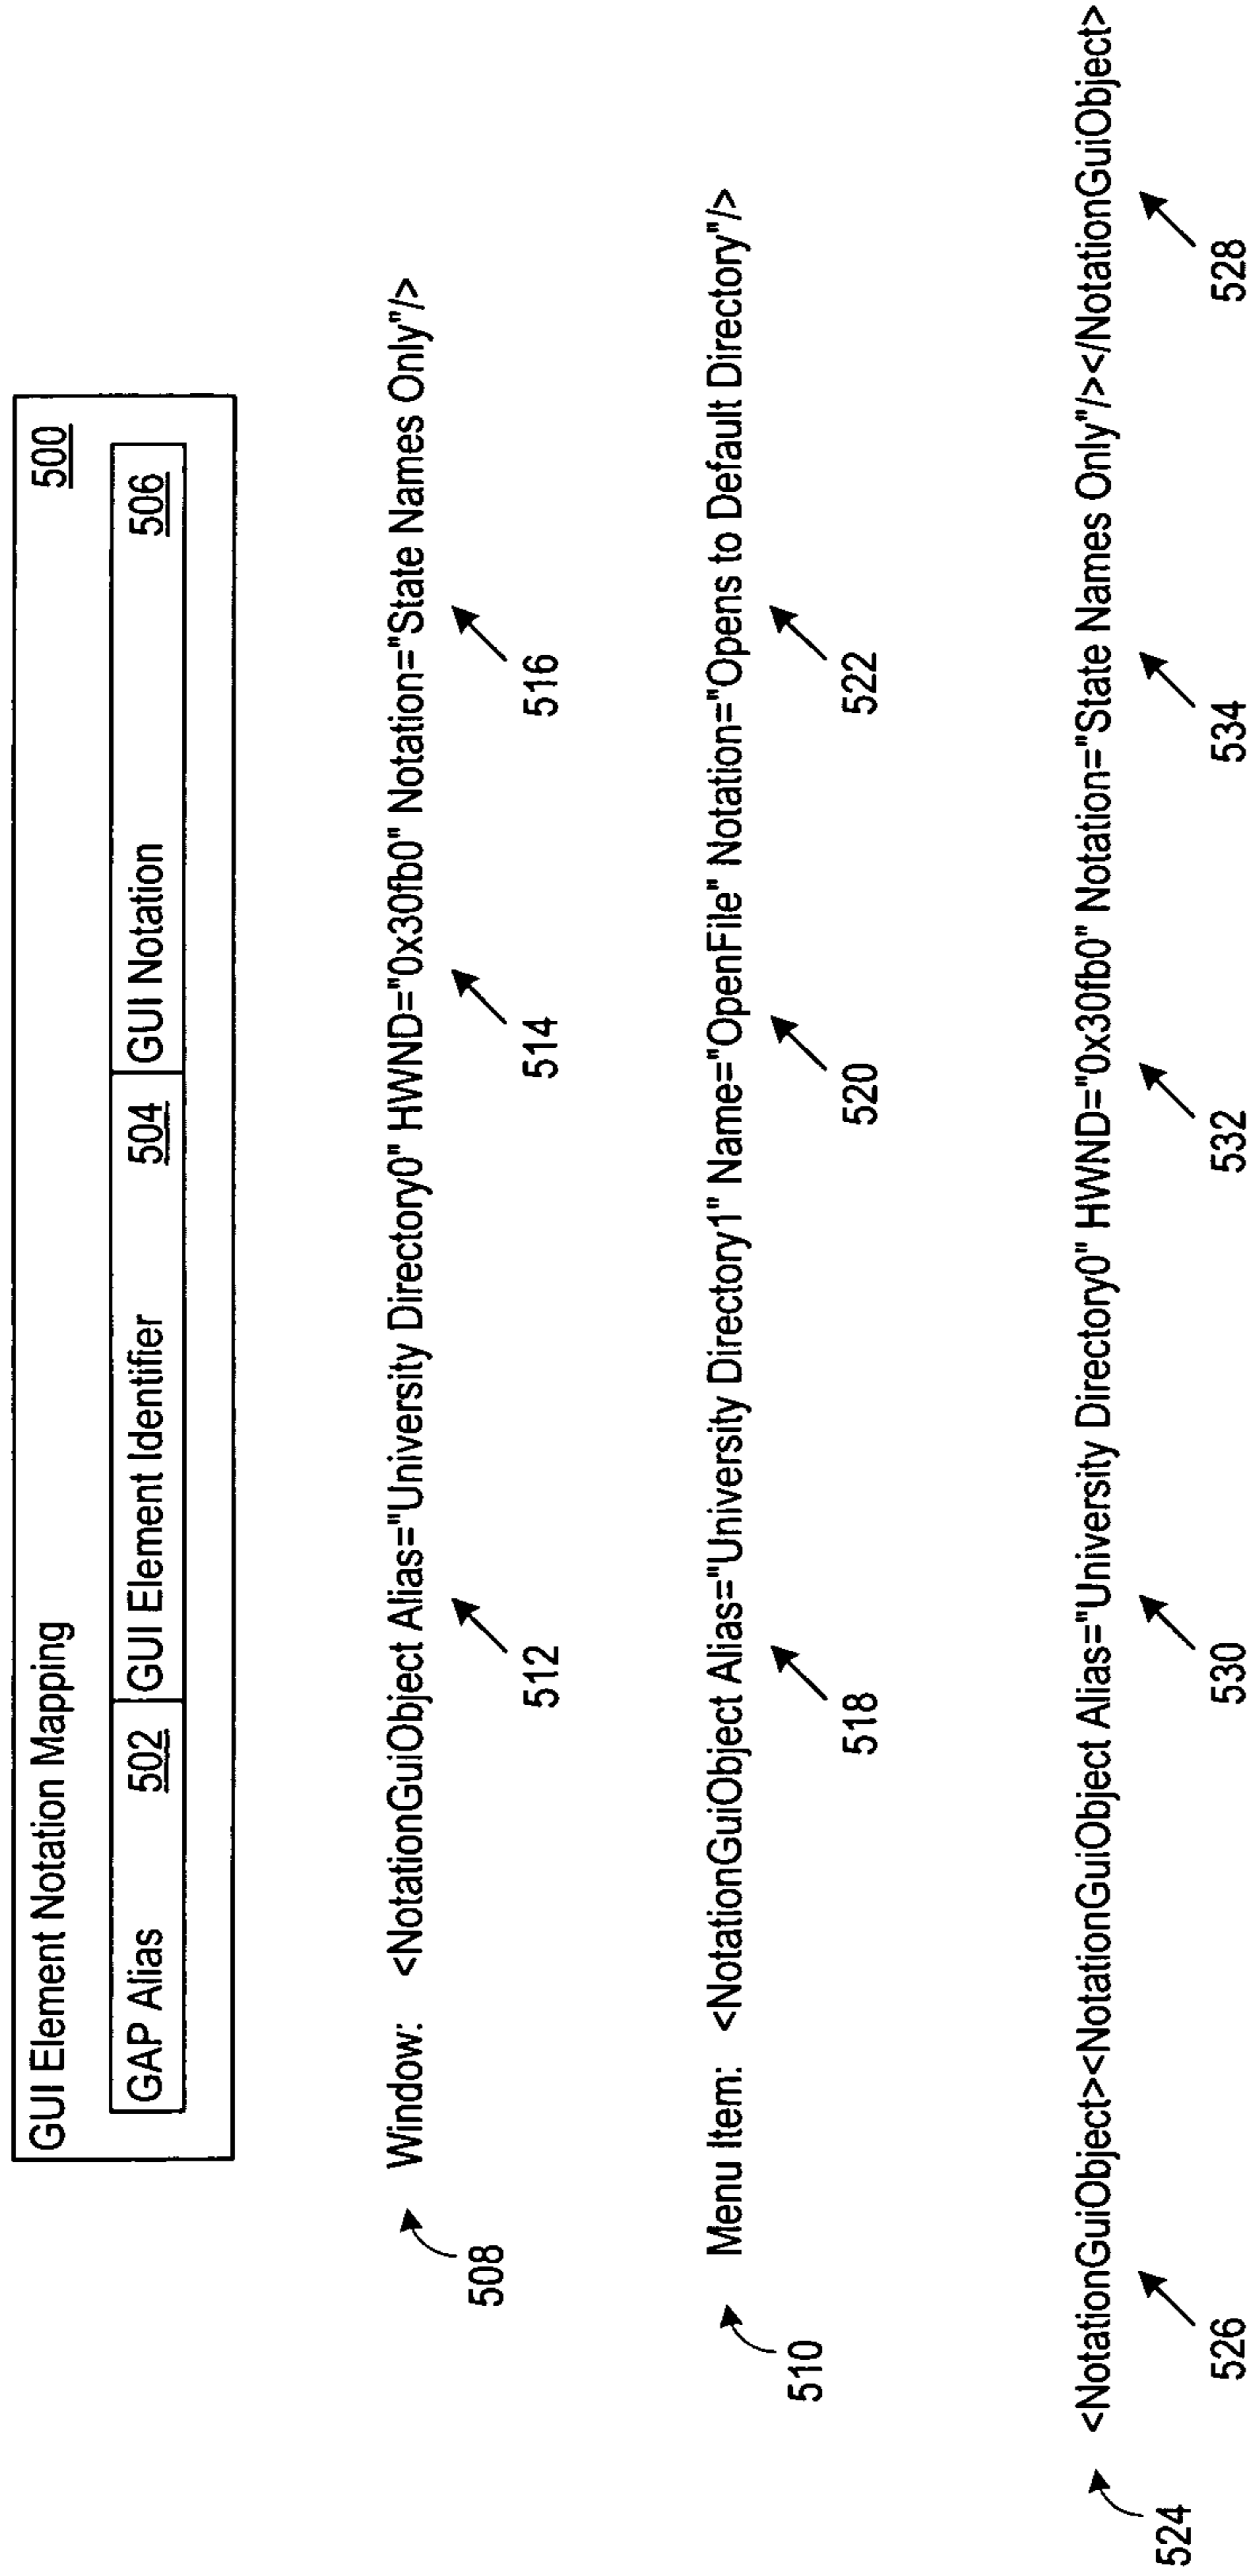 GUI Element Notation Mapping 500
GAP Alias 502 GUI Element Identifier 504 GUI Notation 506
508 Window: <NotationGuiObject Alias="University Directory0" HWND="0x30fb0" Notation="State Names Only"/>
512 514 516
510 Menu Item: <NotationGuiObject Alias="University Directory1" Name="OpenFile" Notation="Opens to Default Directory"/>
518 520 522
524 <NotationGuiObject><NotationGuiObject Alias="University Directory0" HWND="0x30fb0" Notation="State Names Only"/></NotationGuiObject>
526 530 532 534 528